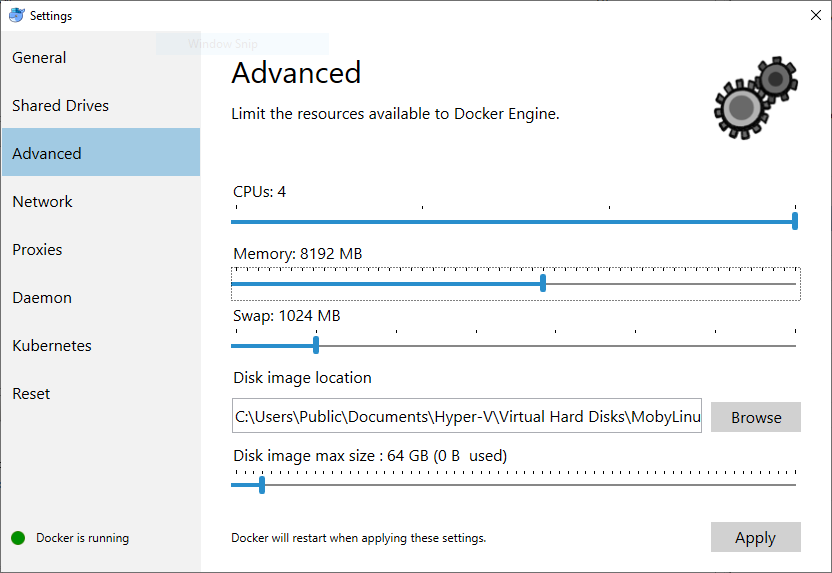 Settings
Window Snip
General
Shared Drives
Advanced
Network
Proxies
Daemon
Kubernetes
Reset
Docker is running
Advanced
Limit the resources available to Docker Engine.
CPUs: 4
Memory: 8192 MB
Swap: 1024 MB
Disk image location
C:\Users\Public\Documents\Hyper-V\Virtual Hard Disks\MobyLinu
Browse
Disk image max size : 64 GB (0 B  used)
Docker will restart when applying these settings.
Apply